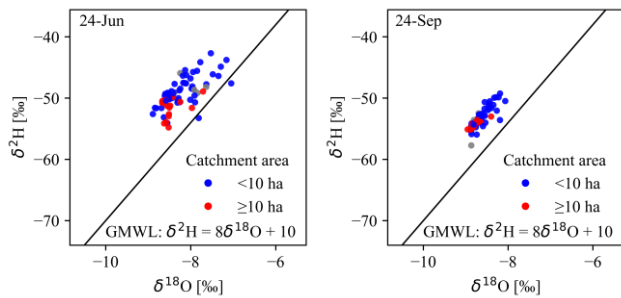 24-Jun
δ²H [‰]
−40
−50
−60
−70
Catchment area
<10 ha
≥10 ha
GMWL: δ²H = 8δ¹⁸O + 10
−10
−8
−6
δ¹⁸O [‰]
24-Sep
δ²H [‰]
−40
−50
−60
−70
Catchment area
<10 ha
≥10 ha
GMWL: δ²H = 8δ¹⁸O + 10
−10
−8
−6
δ¹⁸O [‰]